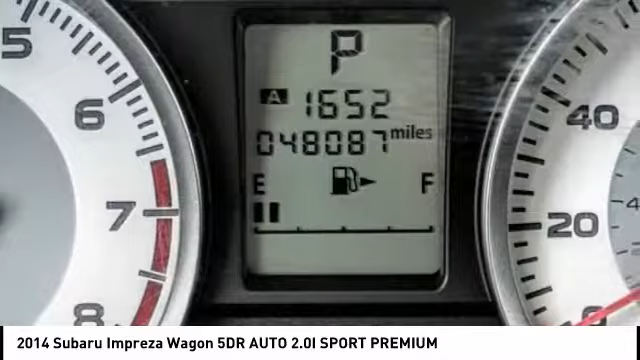 P
A 1652
048087 miles
E F
5
6
7
8
40
20
4
2014 Subaru Impreza Wagon 5DR AUTO 2.0I SPORT PREMIUM